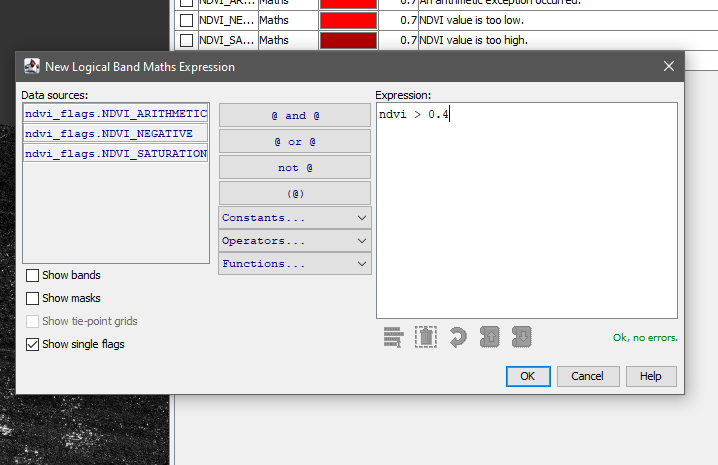 NDVI_AR... Maths 0.7 An arithmetic exception occurred.
NDVI_NE... Maths 0.7 NDVI value is too low.
NDVI_SA... Maths 0.7 NDVI value is too high.
New Logical Band Maths Expression
Data sources:
ndvi_flags.NDVI_ARITHMETIC
ndvi_flags.NDVI_NEGATIVE
ndvi_flags.NDVI_SATURATION
@ and @
@ or @
not @
(@)
Constants...
Operators...
Functions...
Show bands
Show masks
Show tie-point grids
Show single flags
Expression:
ndvi > 0.4
Ok, no errors.
OK Cancel Help